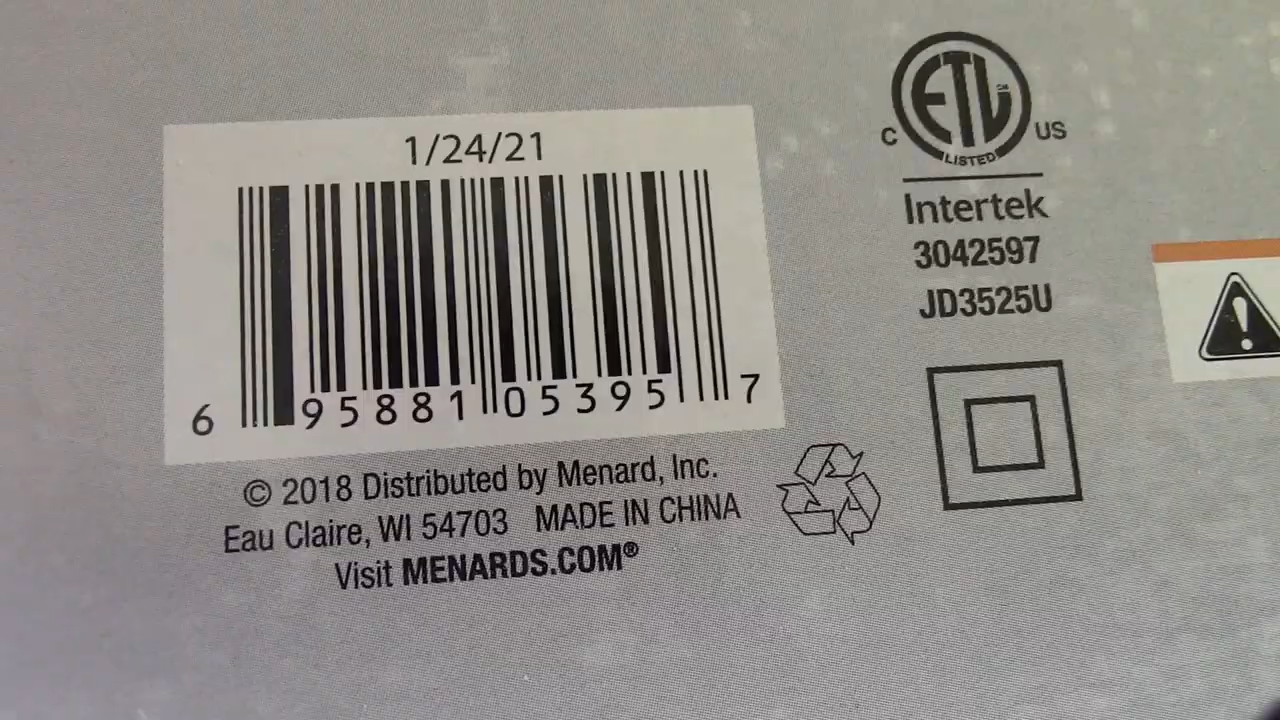 1/24/21
6 95881 05395 7
© 2018 Distributed by Menard, Inc.
Eau Claire, WI 54703 MADE IN CHINA
Visit MENARDS.COM®
ETL
C LISTED US
Intertek
3042597
JD3525U
!